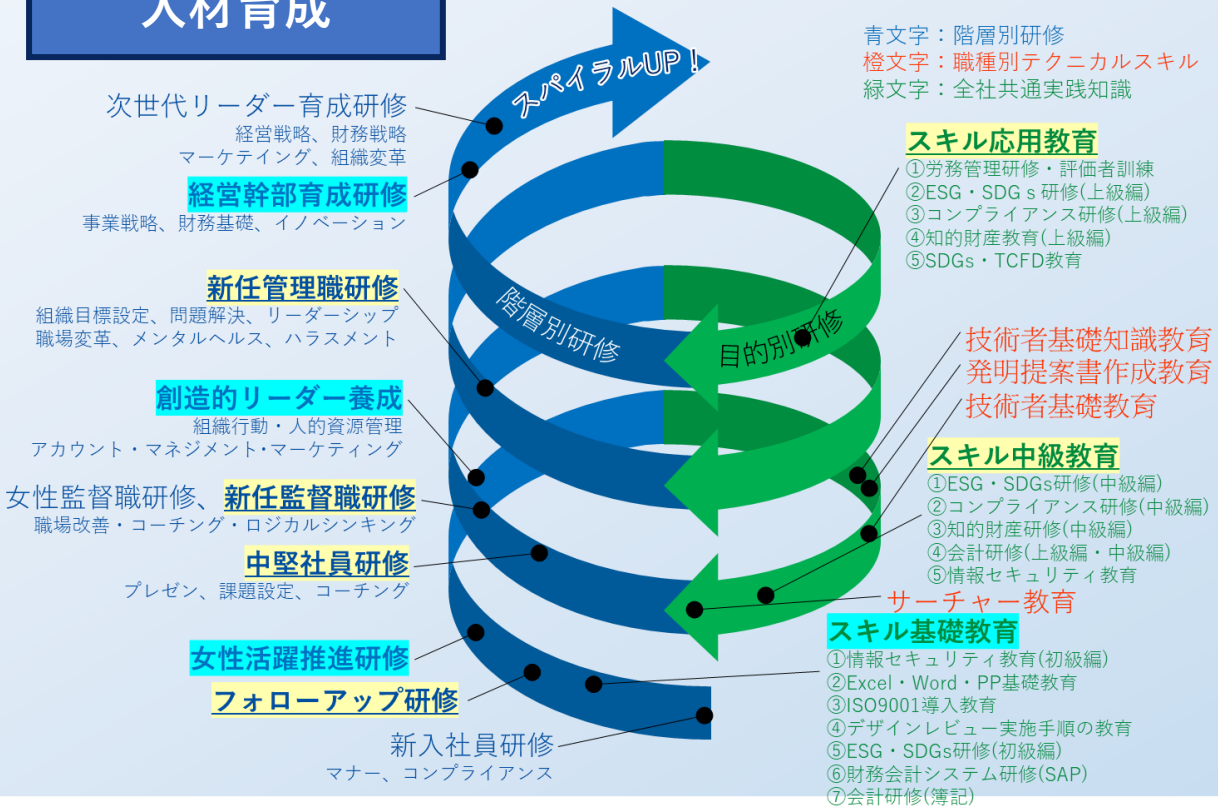 人材育成
青文字：階層別研修
橙文字：職種別テクニカルスキル
緑文字：全社共通実践知識
スパイラルUP！
次世代リーダー育成研修
経営戦略、財務戦略
マーケテイング、組織変革
経営幹部育成研修
事業戦略、財務基礎、イノベーション
新任管理職研修
組織目標設定、問題解決、リーダーシップ
職場変革、メンタルヘルス、ハラスメント
創造的リーダー養成
組織行動・人的資源管理
アカウント・マネジメント・マーケティング
女性監督職研修、新任監督職研修
職場改善・コーチング・ロジカルシンキング
中堅社員研修
プレゼン、課題設定、コーチング
女性活躍推進研修
フォローアップ研修
新入社員研修
マナー、コンプライアンス
階層別研修
目的別研修
スキル応用教育
①労務管理研修・評価者訓練
②ESG・SDGｓ研修(上級編)
③コンプライアンス研修(上級編)
④知的財産教育(上級編)
⑤SDGs・TCFD教育
技術者基礎知識教育
発明提案書作成教育
技術者基礎教育
スキル中級教育
①ESG・SDGs研修(中級編)
②コンプライアンス研修(中級編)
③知的財産研修(中級編)
④会計研修(上級編・中級編)
⑤情報セキュリティ教育
サーチャー教育
スキル基礎教育
①情報セキュリティ教育(初級編)
②Excel・Word・PP基礎教育
③ISO9001導入教育
④デザインレビュー実施手順の教育
⑤ESG・SDGs研修(初級編)
⑥財務会計システム研修(SAP)
⑦会計研修(簿記)